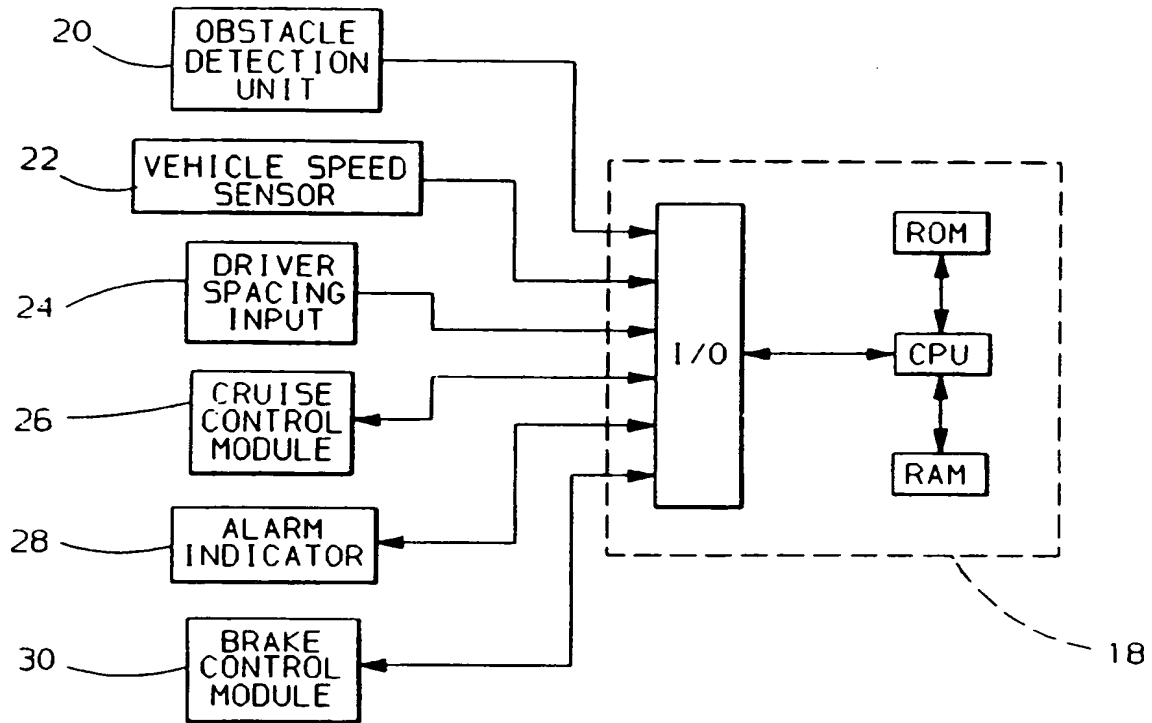 20
OBSTACLE
DETECTION
UNIT
22
VEHICLE SPEED
SENSOR
24
DRIVER
SPACING
INPUT
26
CRUISE
CONTROL
MODULE
28
ALARM
INDICATOR
30
BRAKE
CONTROL
MODULE
I/O
ROM
CPU
RAM
18